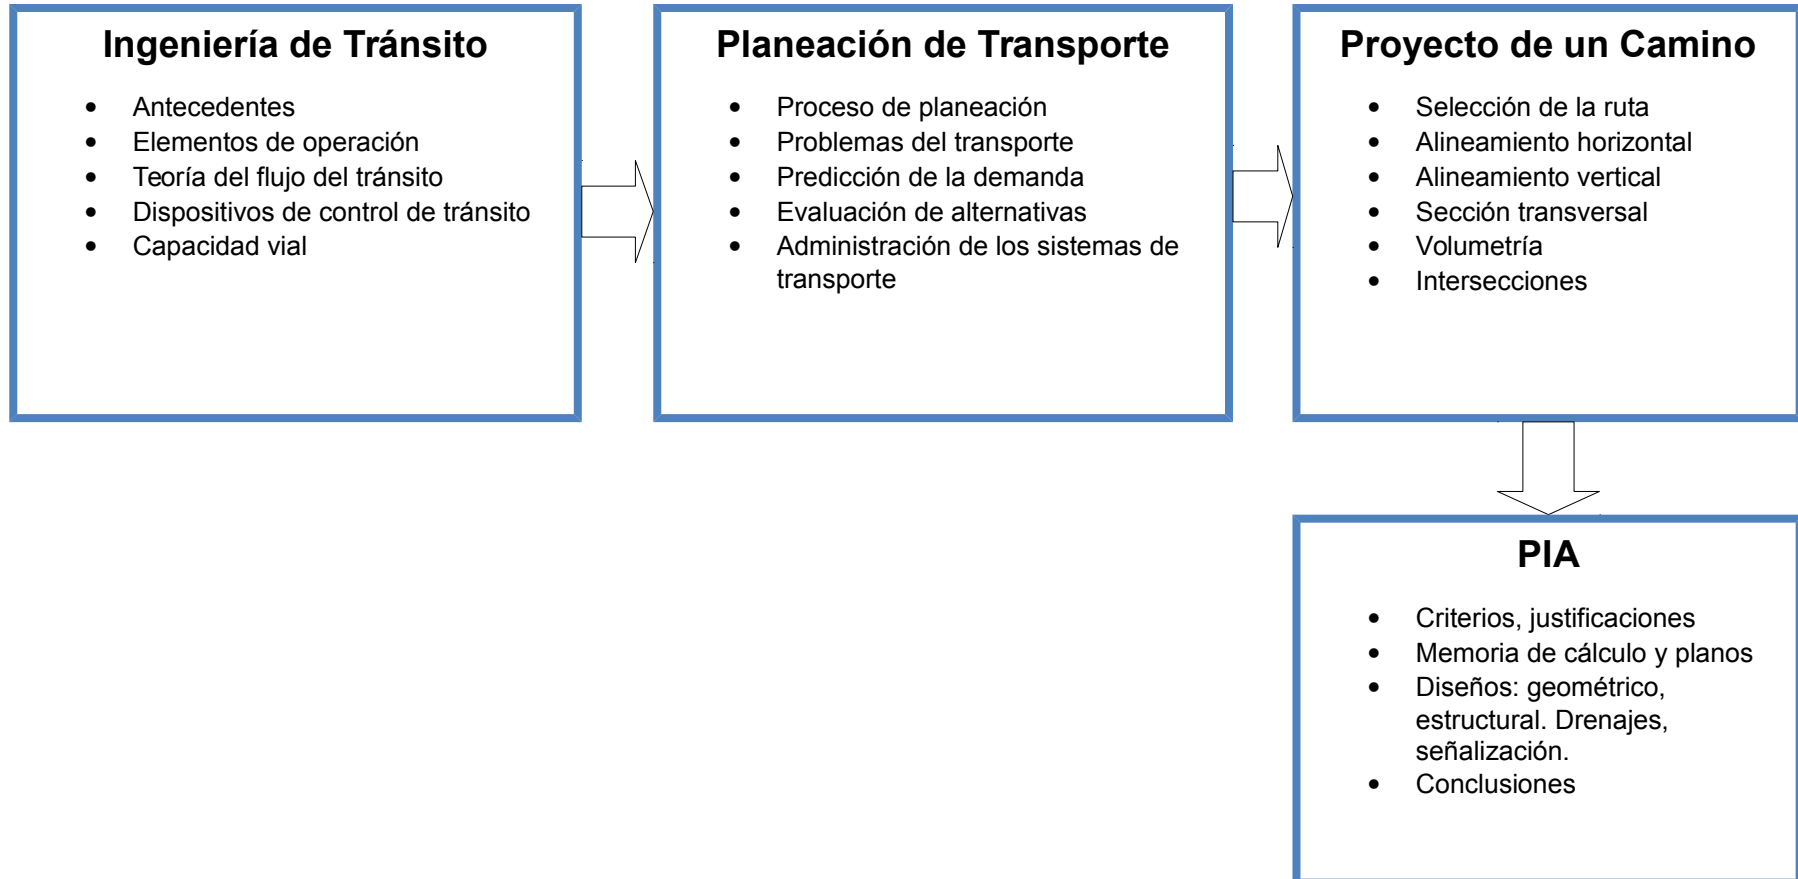 Ingeniería de Tránsito
• Antecedentes
• Elementos de operación
• Teoría del flujo del tránsito
• Dispositivos de control de tránsito
• Capacidad vial
Planeación de Transporte
• Proceso de planeación
• Problemas del transporte
• Predicción de la demanda
• Evaluación de alternativas
• Administración de los sistemas de
transporte
Proyecto de un Camino
• Selección de la ruta
• Alineamiento horizontal
• Alineamiento vertical
• Sección transversal
• Volumetría
• Intersecciones
PIA
• Criterios, justificaciones
• Memoria de cálculo y planos
• Diseños: geométrico,
estructural. Drenajes,
señalización.
• Conclusiones